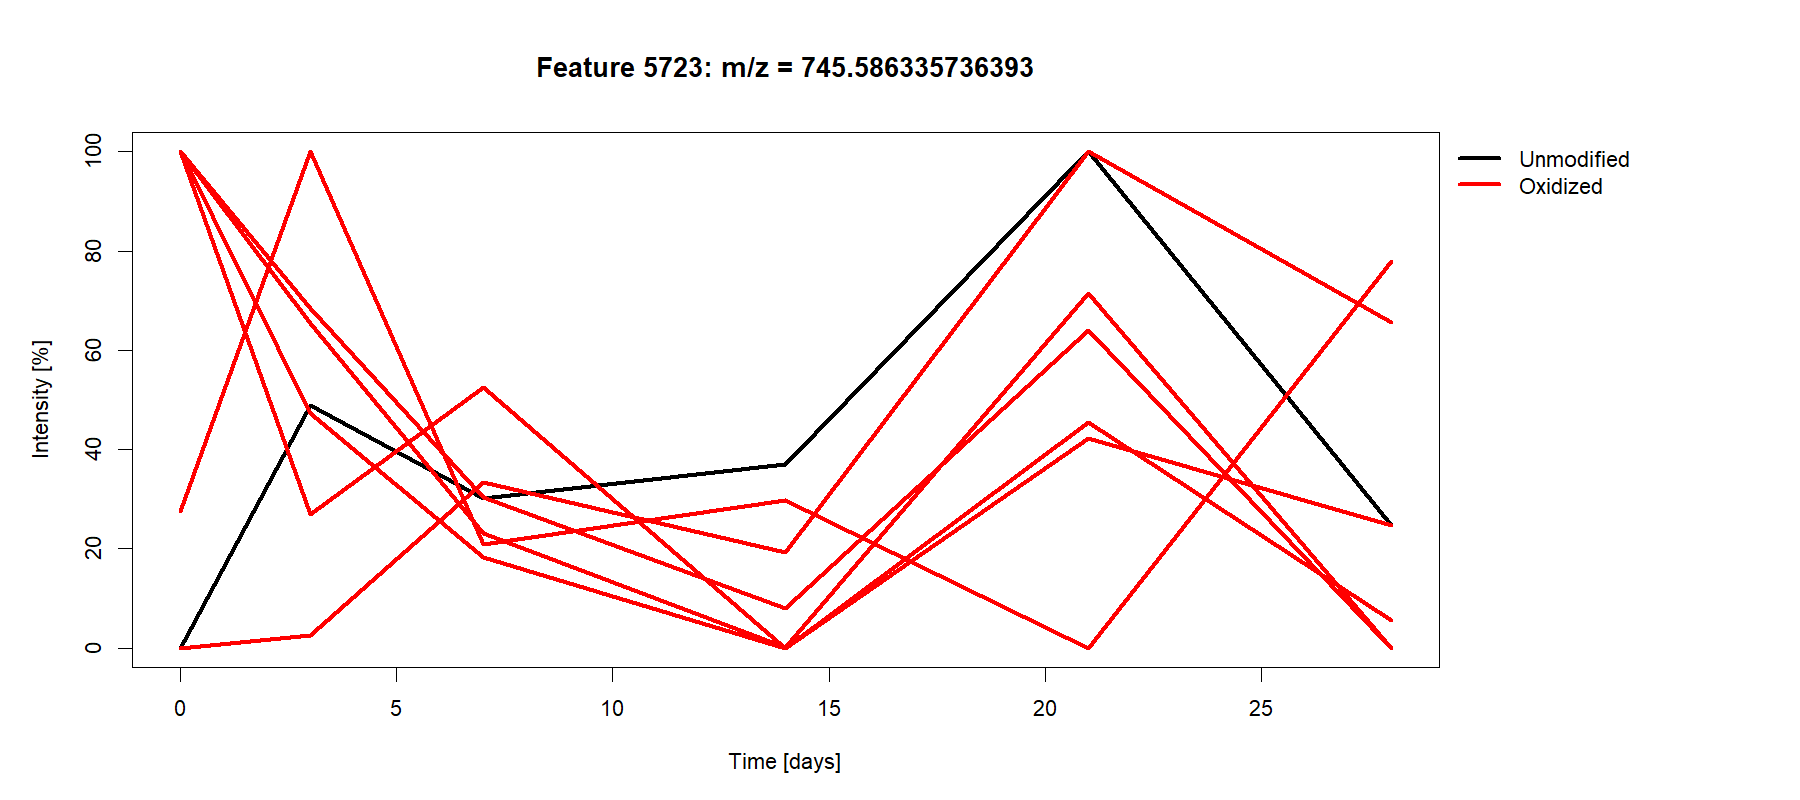 Feature 5723: m/z = 745.586335736393
Unmodified
Oxidized
Intensity [%]
100
80
60
40
20
0
0 5 10 15 20 25
Time [days]